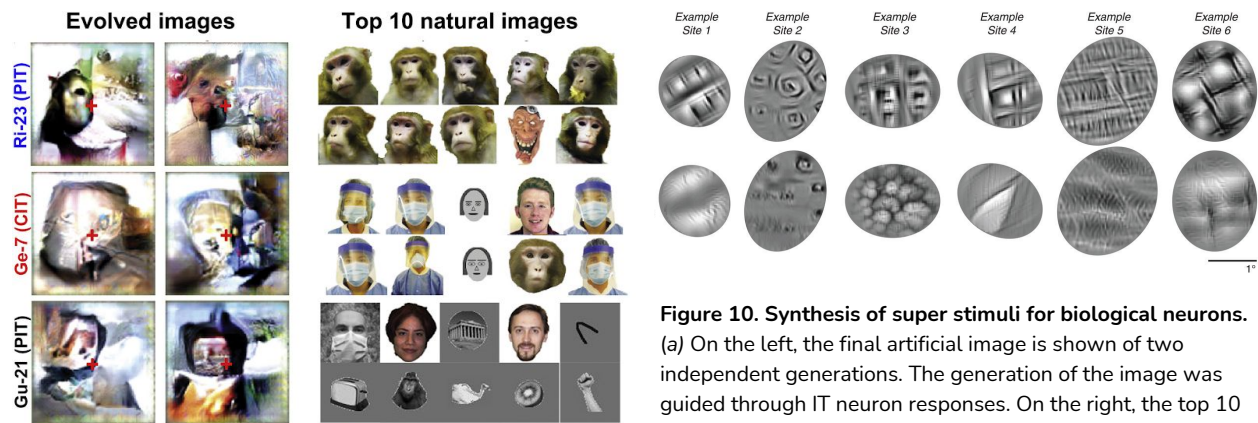 Evolved images
Top 10 natural images
Ri-23 (PIT)
Ge-7 (CIT)
Gu-21 (PIT)
Example Site 1
Example Site 2
Example Site 3
Example Site 4
Example Site 5
Example Site 6
1°
Figure 10. Synthesis of super stimuli for biological neurons.
(a) On the left, the final artificial image is shown of two
independent generations. The generation of the image was
guided through IT neuron responses. On the right, the top 10